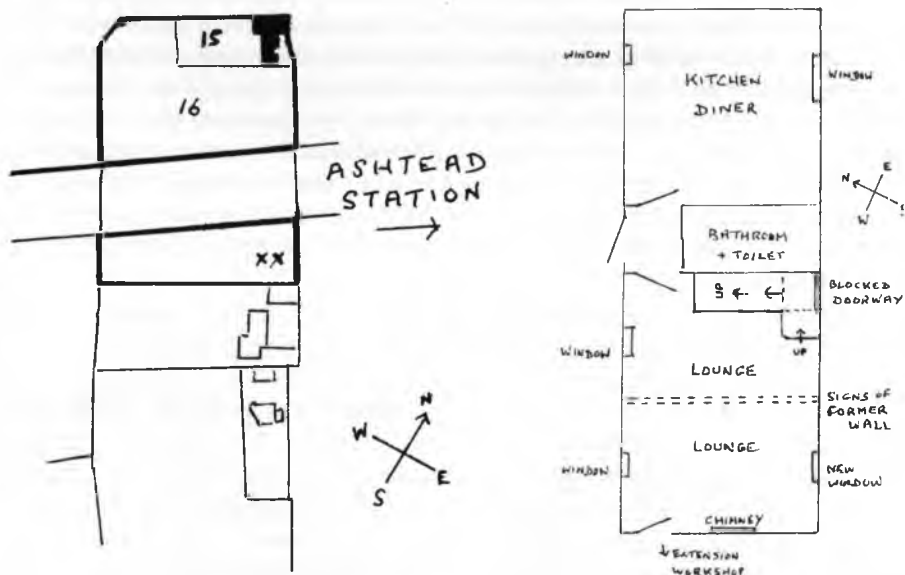 15
16
ASHTEAD
STATION
XX
N
W
E
S
WINDOW
KITCHEN
DINER
WINDOW
N
E
W
S
BATHROOM
+ TOILET
UP
BLOCKED
DOORWAY
UP
WINDOW
LOUNGE
SIGNS OF
FORMER
WALL
LOUNGE
WINDOW
NEW
WINDOW
CHIMNEY
EXTENSION
WORKSHOP